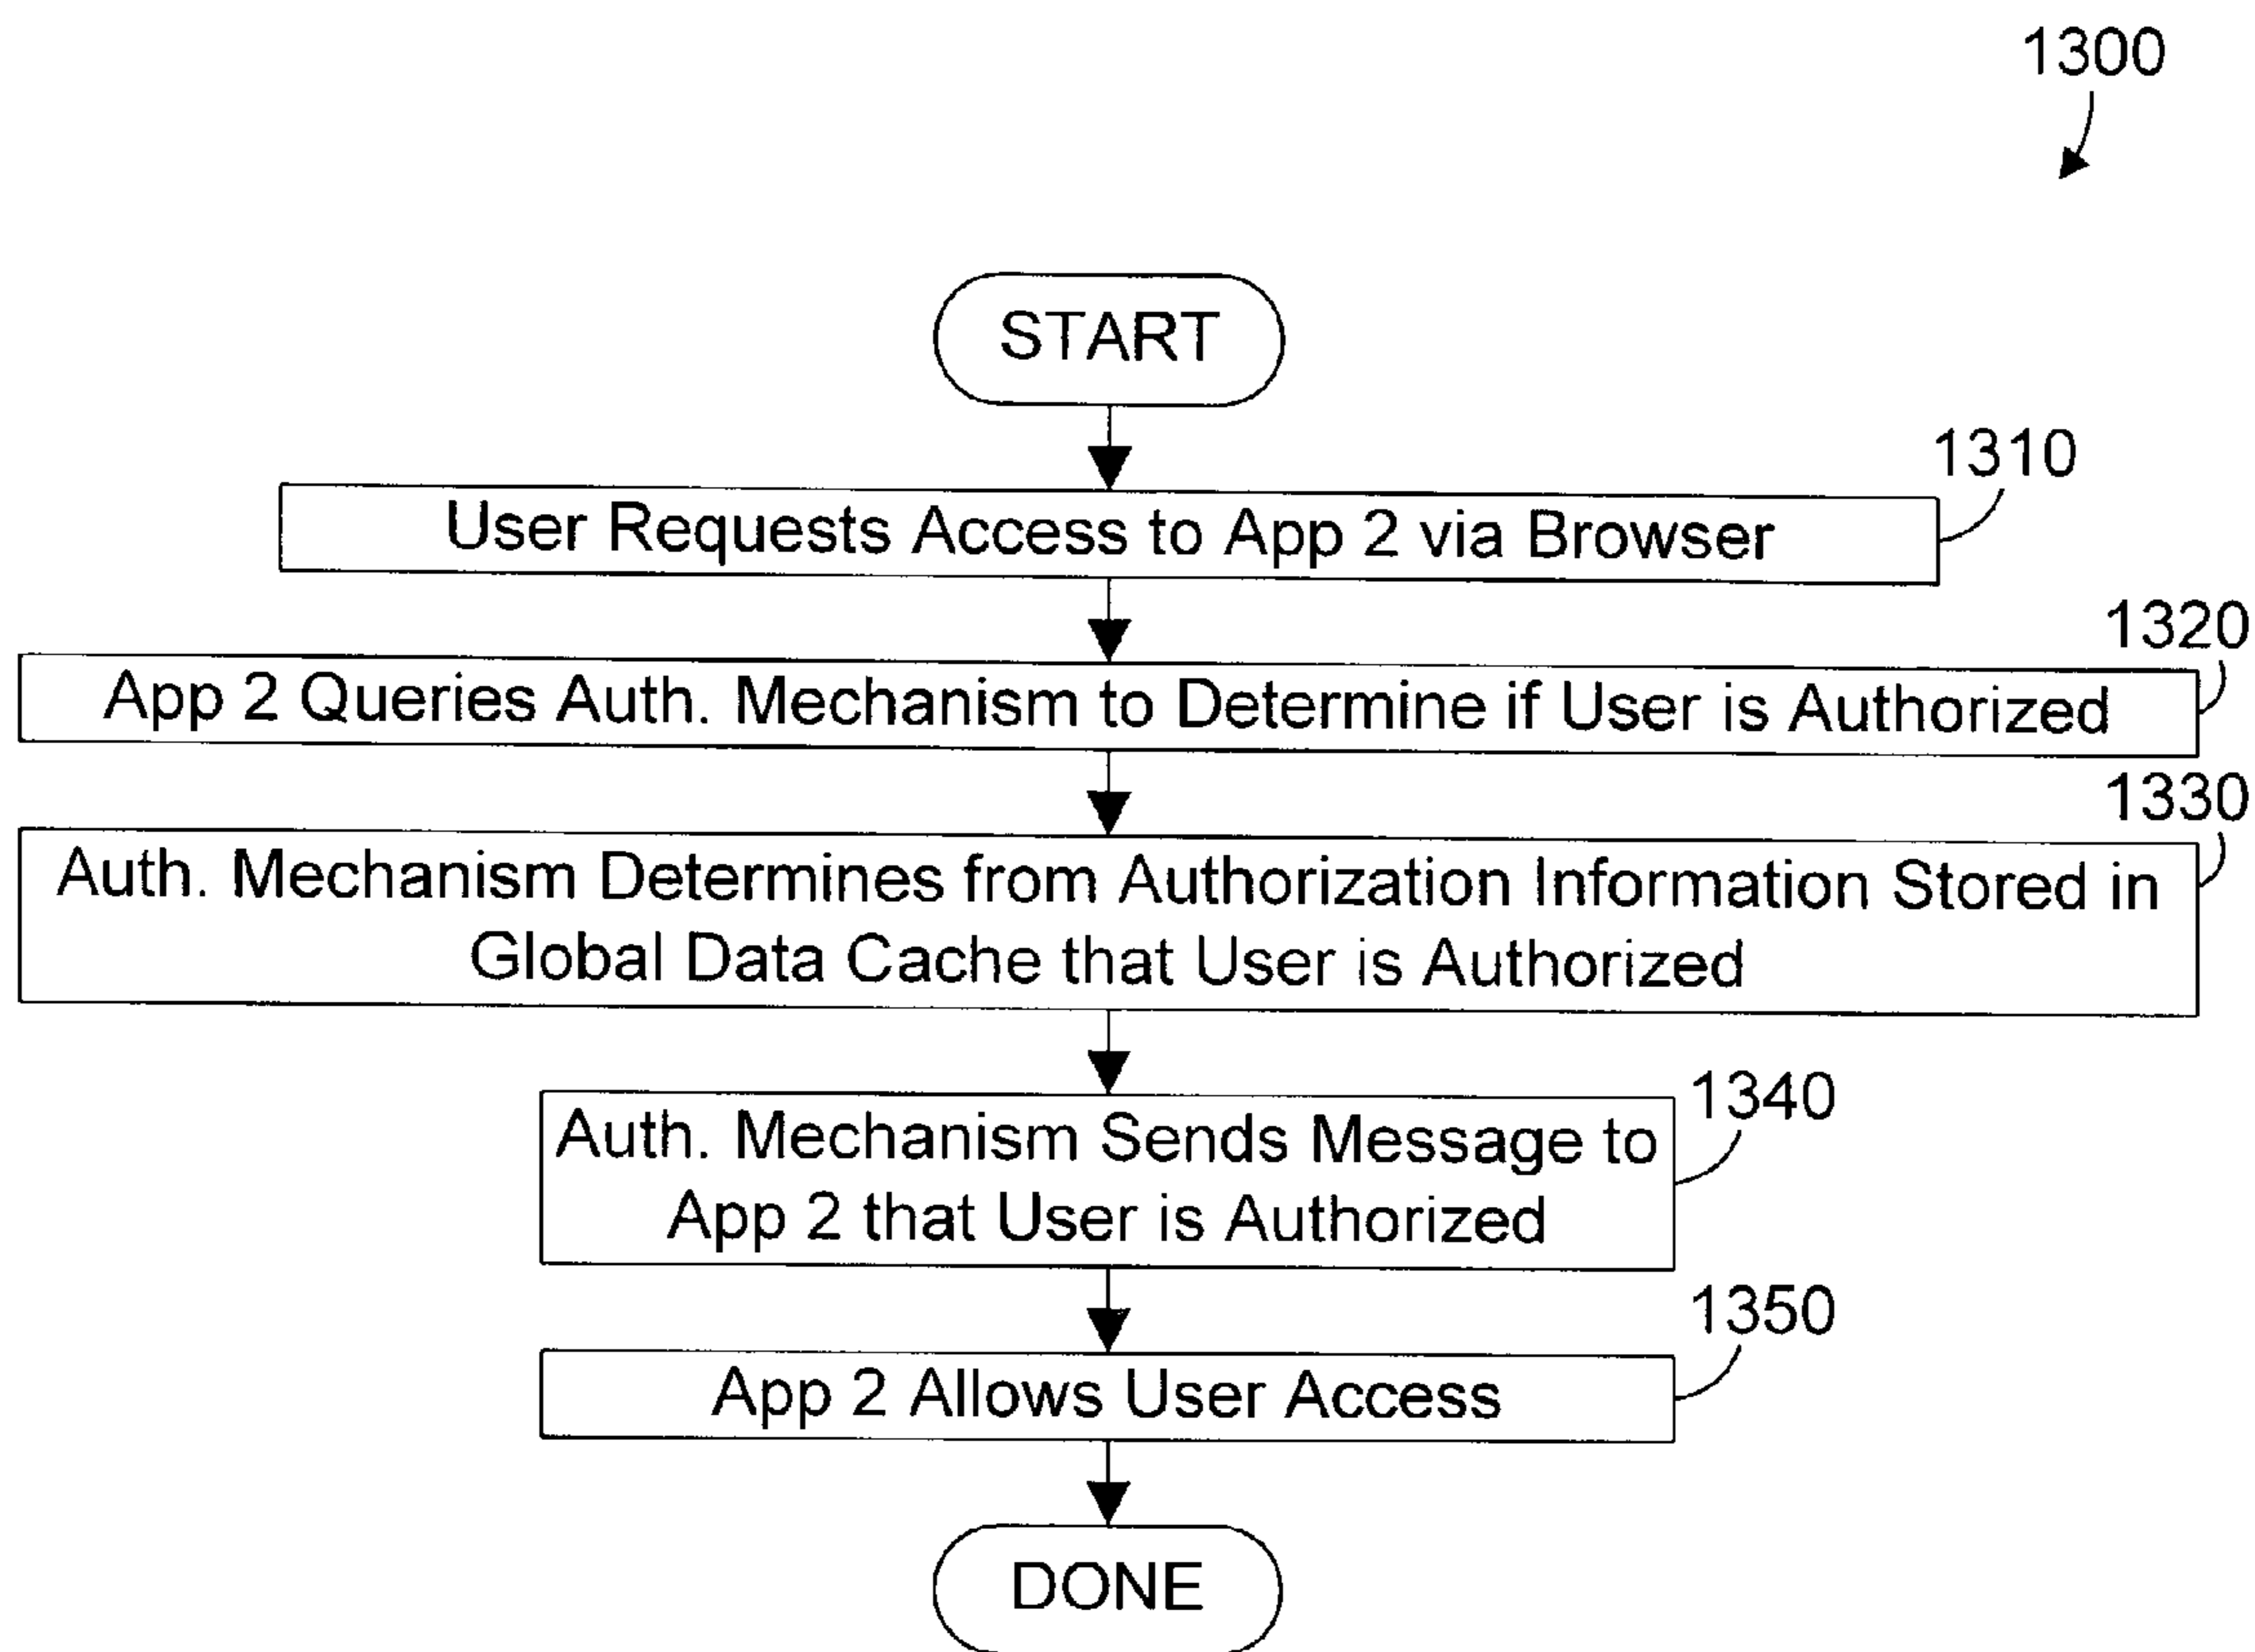 1300
START
1310
User Requests Access to App 2 via Browser
1320
App 2 Queries Auth. Mechanism to Determine if User is Authorized
1330
Auth. Mechanism Determines from Authorization Information Stored in
Global Data Cache that User is Authorized
1340
Auth. Mechanism Sends Message to
App 2 that User is Authorized
1350
App 2 Allows User Access
DONE